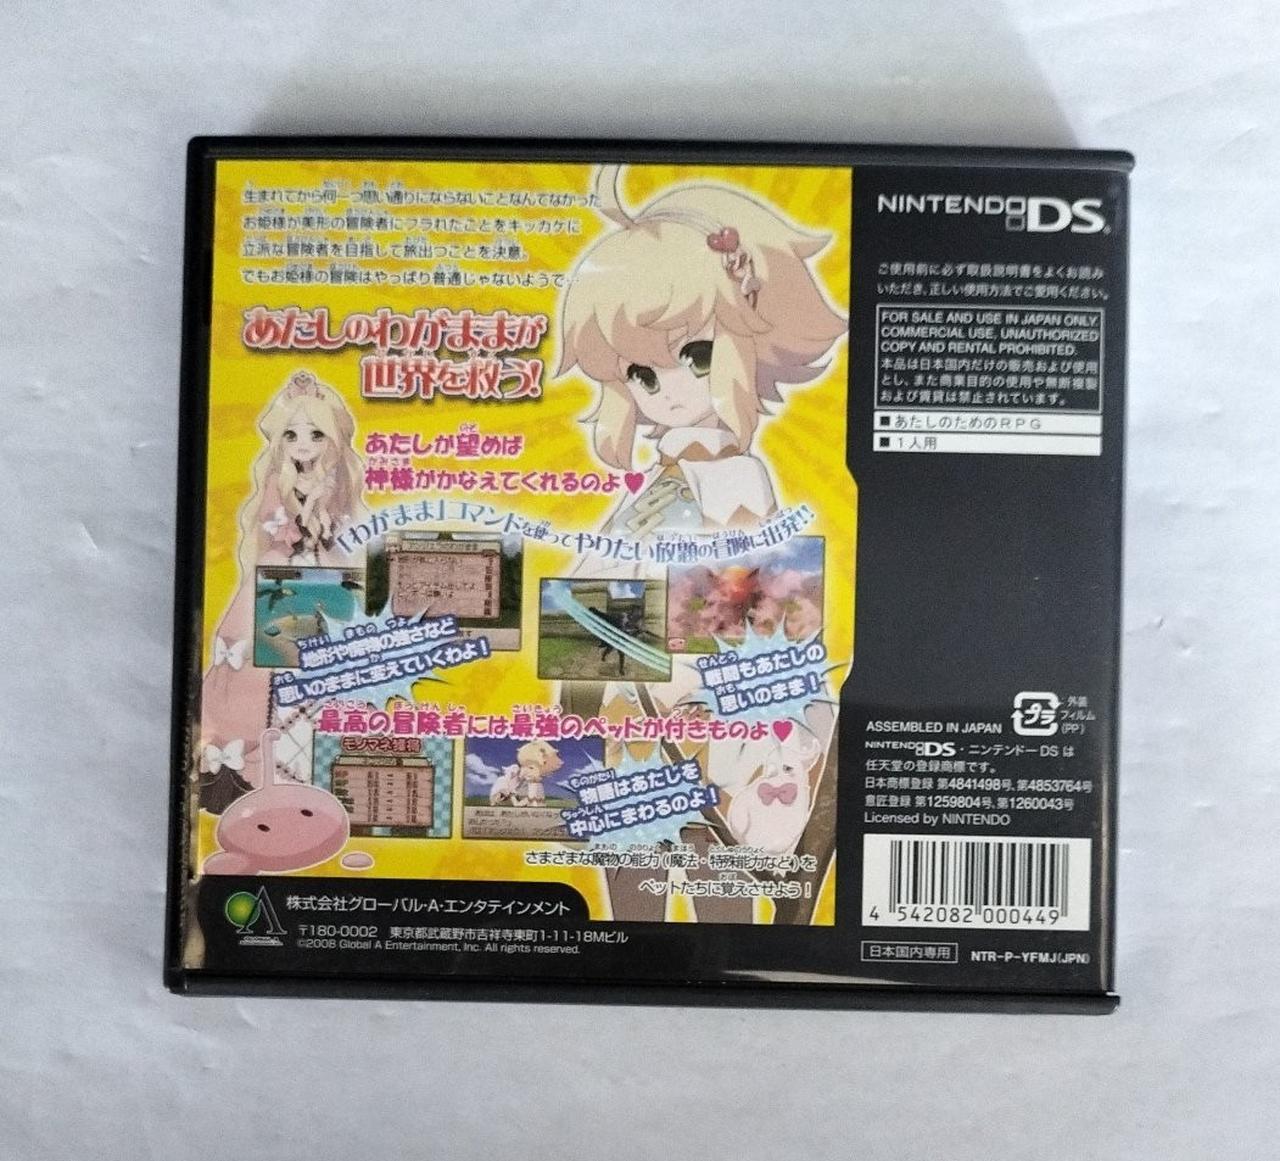 生まれてから何一つ思い通りにならないことなんてなかった
お姫様が美形の冒険者にフラれたことをキッカケに
立派な冒険者を目指して旅出つことを決意。
でもお姫様の冒険はやっぱり普通じゃないようで…
あたしのわがままが
世界を救う!
あたしが望めば
神様がかなえてくれるのよ♥
「わがまま」コマンドを使ってやりたい放題の冒険に出発!!
地形や魔物の強さなど
思いのままに変えていくわよ!
戦闘もあたしの
思いのまま!
最高の冒険者には最強のペットが付きものよ♥
モノマネ獲得
物語はあたしを
中心にまわるのよ!
さまざまな魔物の能力(魔法・特殊能力など)を
ペットたちに覚えさせよう!
株式会社グローバル・A・エンタテインメント
〒180-0002 東京都武蔵野市吉祥寺東町1-11-18Mビル
©2008 Global A Entertainment, Inc. All rights reserved.
NINTENDO DS®
ご使用前に必ず取扱説明書をよくお読み
いただき、正しい使用方法でご愛用ください。
FOR SALE AND USE IN JAPAN ONLY.
COMMERCIAL USE, UNAUTHORIZED
COPY AND RENTAL PROHIBITED.
本品は日本国内だけの販売および使用
とし、また商業目的の使用や無断複製
および賃貸は禁止されています。
■あたしのためのRPG
■1人用
プラ
外装
フィルム
(PP)
ASSEMBLED IN JAPAN
NINTENDO DS・ニンテンドーDS は
任天堂の登録商標です。
日本商標登録 第4841498号、第4853764号
意匠登録 第1259804号、第1260043号
Licensed by NINTENDO
4 542082 000449
日本国内専用
NTR-P-YFMJ(JPN)